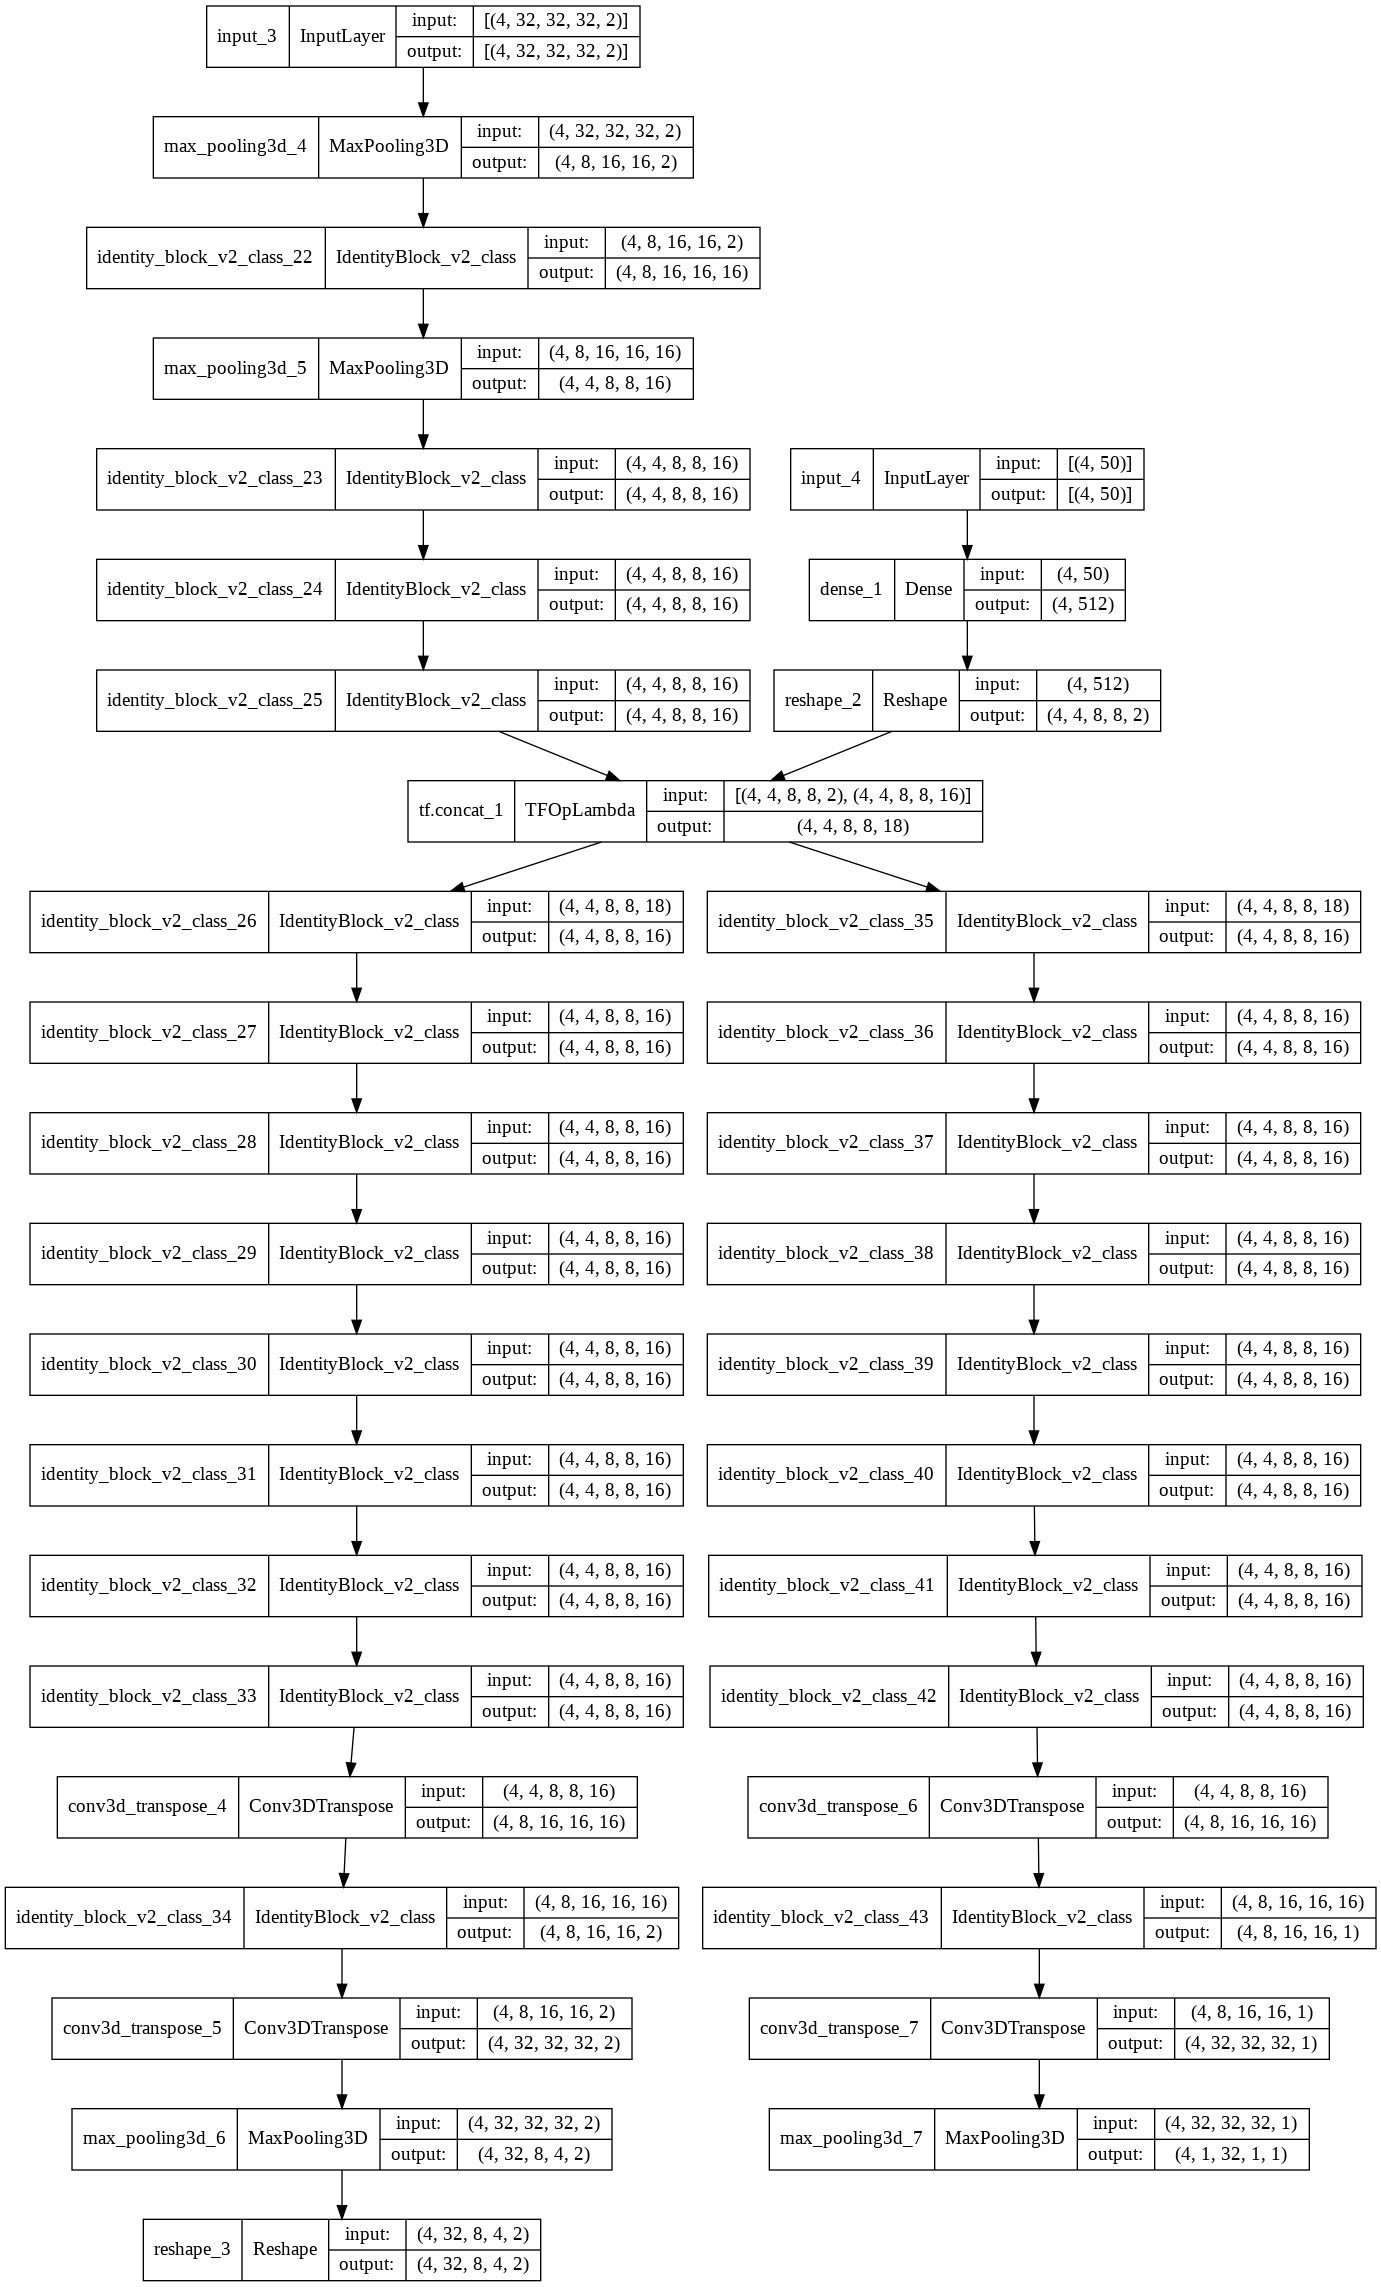 input_3 InputLayer input: [(4, 32, 32, 32, 2)]
output: [(4, 32, 32, 32, 2)]
max_pooling3d_4 MaxPooling3D input: (4, 32, 32, 32, 2)
output: (4, 8, 16, 16, 2)
identity_block_v2_class_22 IdentityBlock_v2_class input: (4, 8, 16, 16, 2)
output: (4, 8, 16, 16, 16)
max_pooling3d_5 MaxPooling3D input: (4, 8, 16, 16, 16)
output: (4, 4, 8, 8, 16)
identity_block_v2_class_23 IdentityBlock_v2_class input: (4, 4, 8, 8, 16)
output: (4, 4, 8, 8, 16)
input_4 InputLayer input: [(4, 50)]
output: [(4, 50)]
identity_block_v2_class_24 IdentityBlock_v2_class input: (4, 4, 8, 8, 16)
output: (4, 4, 8, 8, 16)
dense_1 Dense input: (4, 50)
output: (4, 512)
identity_block_v2_class_25 IdentityBlock_v2_class input: (4, 4, 8, 8, 16)
output: (4, 4, 8, 8, 16)
reshape_2 Reshape input: (4, 512)
output: (4, 4, 8, 8, 2)
tf.concat_1 TFOpLambda input: [(4, 4, 8, 8, 2), (4, 4, 8, 8, 16)]
output: (4, 4, 8, 8, 18)
identity_block_v2_class_26 IdentityBlock_v2_class input: (4, 4, 8, 8, 18)
output: (4, 4, 8, 8, 16)
identity_block_v2_class_35 IdentityBlock_v2_class input: (4, 4, 8, 8, 18)
output: (4, 4, 8, 8, 16)
identity_block_v2_class_27 IdentityBlock_v2_class input: (4, 4, 8, 8, 16)
output: (4, 4, 8, 8, 16)
identity_block_v2_class_36 IdentityBlock_v2_class input: (4, 4, 8, 8, 16)
output: (4, 4, 8, 8, 16)
identity_block_v2_class_28 IdentityBlock_v2_class input: (4, 4, 8, 8, 16)
output: (4, 4, 8, 8, 16)
identity_block_v2_class_37 IdentityBlock_v2_class input: (4, 4, 8, 8, 16)
output: (4, 4, 8, 8, 16)
identity_block_v2_class_29 IdentityBlock_v2_class input: (4, 4, 8, 8, 16)
output: (4, 4, 8, 8, 16)
identity_block_v2_class_38 IdentityBlock_v2_class input: (4, 4, 8, 8, 16)
output: (4, 4, 8, 8, 16)
identity_block_v2_class_30 IdentityBlock_v2_class input: (4, 4, 8, 8, 16)
output: (4, 4, 8, 8, 16)
identity_block_v2_class_39 IdentityBlock_v2_class input: (4, 4, 8, 8, 16)
output: (4, 4, 8, 8, 16)
identity_block_v2_class_31 IdentityBlock_v2_class input: (4, 4, 8, 8, 16)
output: (4, 4, 8, 8, 16)
identity_block_v2_class_40 IdentityBlock_v2_class input: (4, 4, 8, 8, 16)
output: (4, 4, 8, 8, 16)
identity_block_v2_class_32 IdentityBlock_v2_class input: (4, 4, 8, 8, 16)
output: (4, 4, 8, 8, 16)
identity_block_v2_class_41 IdentityBlock_v2_class input: (4, 4, 8, 8, 16)
output: (4, 4, 8, 8, 16)
identity_block_v2_class_33 IdentityBlock_v2_class input: (4, 4, 8, 8, 16)
output: (4, 4, 8, 8, 16)
identity_block_v2_class_42 IdentityBlock_v2_class input: (4, 4, 8, 8, 16)
output: (4, 4, 8, 8, 16)
conv3d_transpose_4 Conv3DTranspose input: (4, 4, 8, 8, 16)
output: (4, 8, 16, 16, 16)
conv3d_transpose_6 Conv3DTranspose input: (4, 4, 8, 8, 16)
output: (4, 8, 16, 16, 16)
identity_block_v2_class_34 IdentityBlock_v2_class input: (4, 8, 16, 16, 16)
output: (4, 8, 16, 16, 2)
identity_block_v2_class_43 IdentityBlock_v2_class input: (4, 8, 16, 16, 16)
output: (4, 8, 16, 16, 1)
conv3d_transpose_5 Conv3DTranspose input: (4, 8, 16, 16, 2)
output: (4, 32, 32, 32, 2)
conv3d_transpose_7 Conv3DTranspose input: (4, 8, 16, 16, 1)
output: (4, 32, 32, 32, 1)
max_pooling3d_6 MaxPooling3D input: (4, 32, 32, 32, 2)
output: (4, 32, 8, 4, 2)
max_pooling3d_7 MaxPooling3D input: (4, 32, 32, 32, 1)
output: (4, 1, 32, 1, 1)
reshape_3 Reshape input: (4, 32, 8, 4, 2)
output: (4, 32, 8, 4, 2)